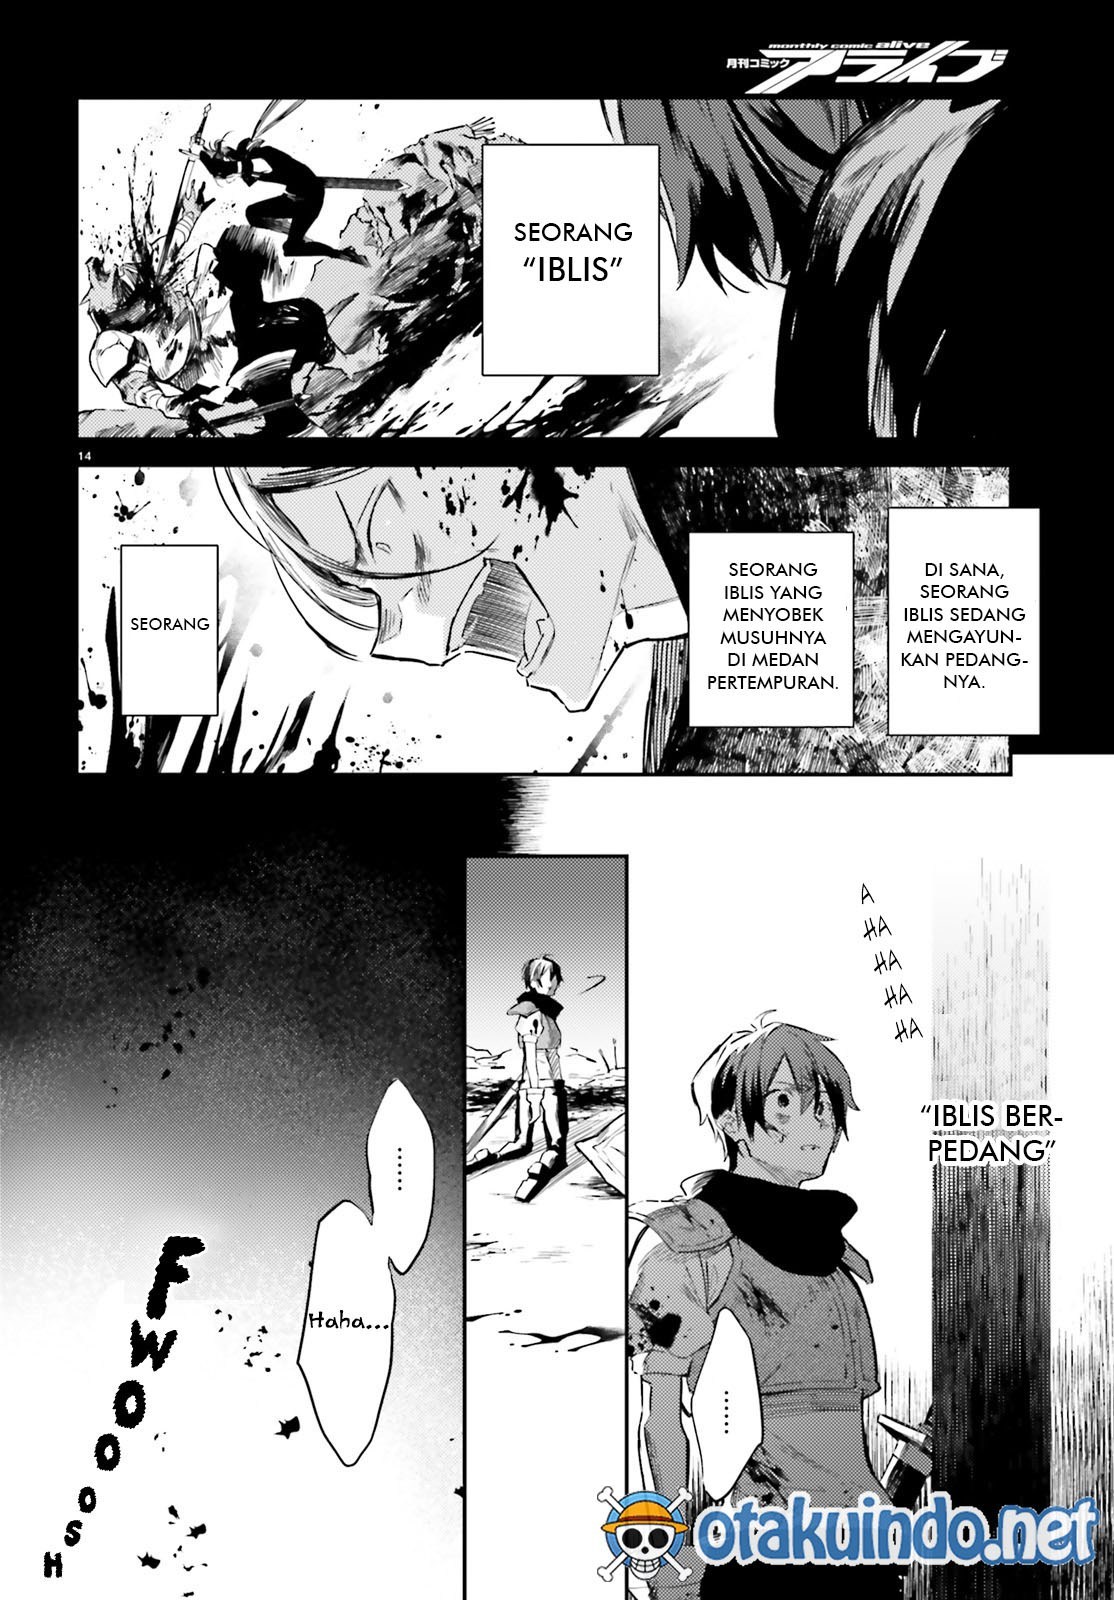 monthly comic alive
月刊コミック
アライブ
SEORANG
“IBLIS”
14
DI SANA,
SEORANG
IBLIS SEDANG
MENGAYUN-
KAN PEDANG-
NYA.
SEORANG
IBLIS YANG
MENYOBEK
MUSUHNYA
DI MEDAN
PERTEMPURAN.
SEORANG
A
HA
HA
HA
HA
“IBLIS BER-
PEDANG”
......
......
Haha...
FWOOOSH
otakuindo.net